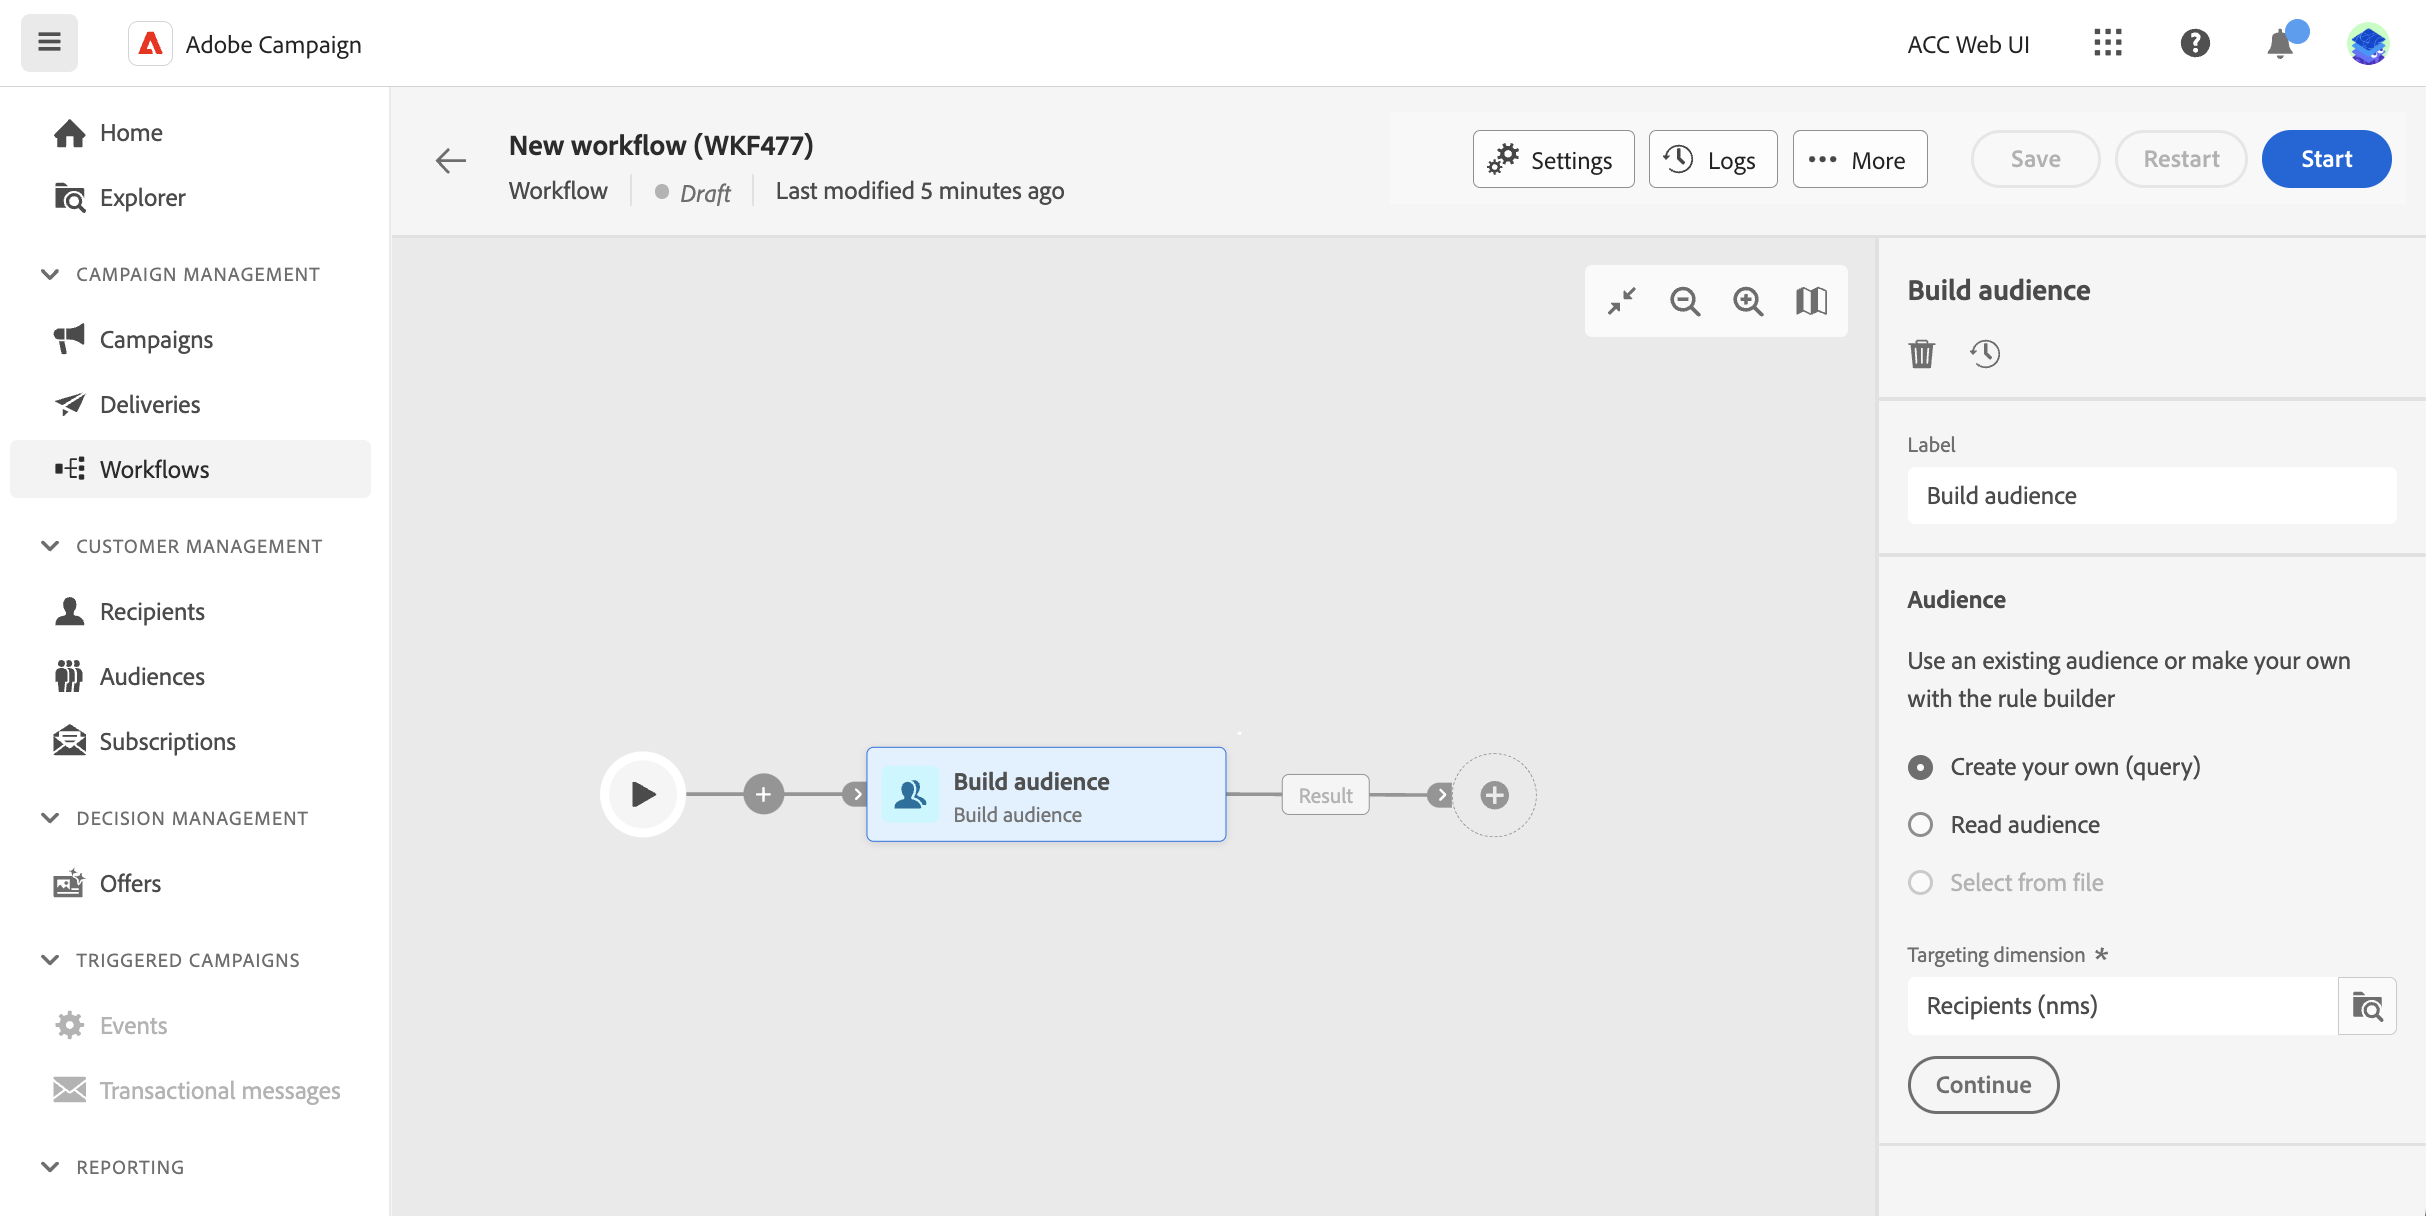 Adobe Campaign
ACC Web UI
Home
Explorer
CAMPAIGN MANAGEMENT
Campaigns
Deliveries
Workflows
CUSTOMER MANAGEMENT
Recipients
Audiences
Subscriptions
DECISION MANAGEMENT
Offers
TRIGGERED CAMPAIGNS
Events
Transactional messages
REPORTING
New workflow (WKF477)
Workflow
Draft
Last modified 5 minutes ago
Settings
Logs
More
Save
Restart
Start
Build audience
Build audience
Result
Build audience
Label
Build audience
Audience
Use an existing audience or make your own
with the rule builder
Create your own (query)
Read audience
Select from file
Targeting dimension *
Recipients (nms)
Continue